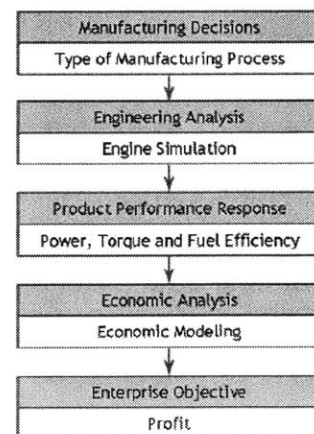 Manufacturing Decisions
Type of Manufacturing Process
Engineering Analysis
Engine Simulation
Product Performance Response
Power, Torque and Fuel Efficiency
Economic Analysis
Economic Modeling
Enterprise Objective
Profit